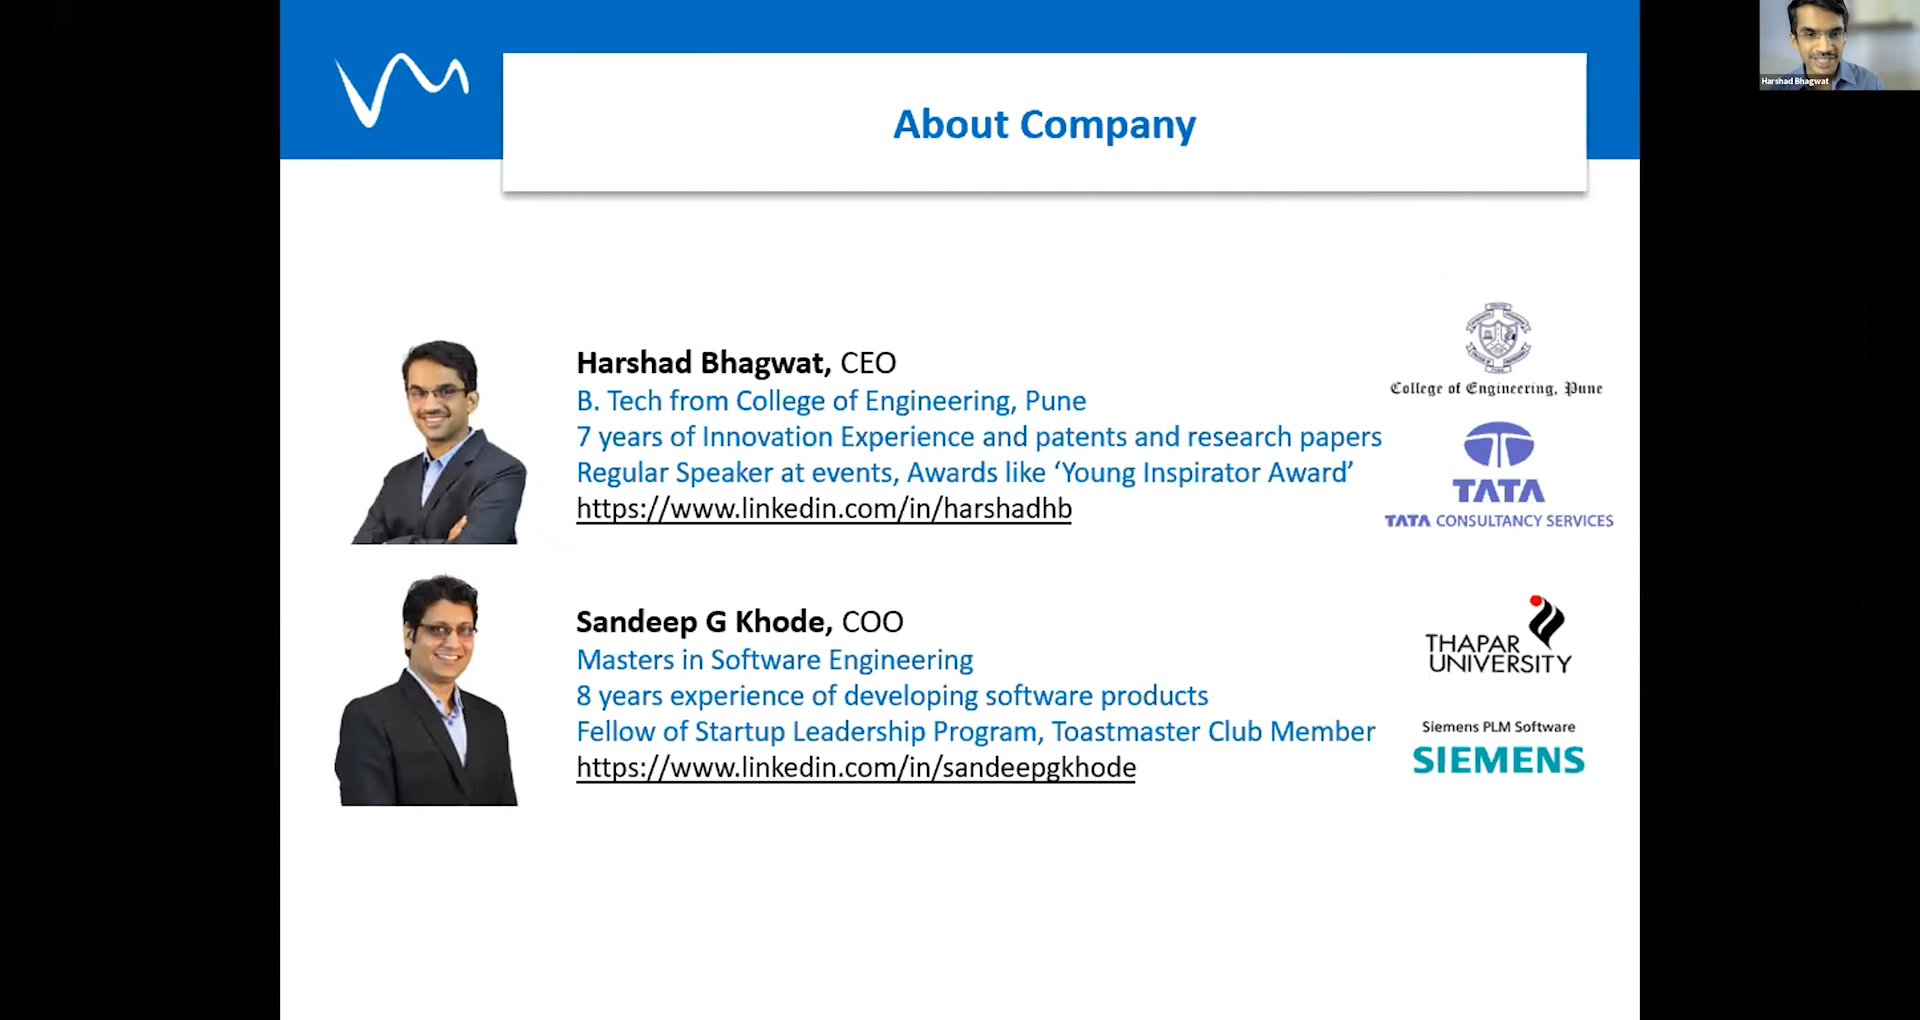 Harshad Bhagwat
About Company
Harshad Bhagwat, CEO
B. Tech from College of Engineering, Pune
7 years of Innovation Experience and patents and research papers
Regular Speaker at events, Awards like ‘Young Inspirator Award’
https://www.linkedin.com/in/harshadhb
College of Engineering, Pune
TATA
TATA CONSULTANCY SERVICES
Sandeep G Khode, COO
Masters in Software Engineering
8 years experience of developing software products
Fellow of Startup Leadership Program, Toastmaster Club Member
https://www.linkedin.com/in/sandeepgkhode
THAPAR
UNIVERSITY
Siemens PLM Software
SIEMENS